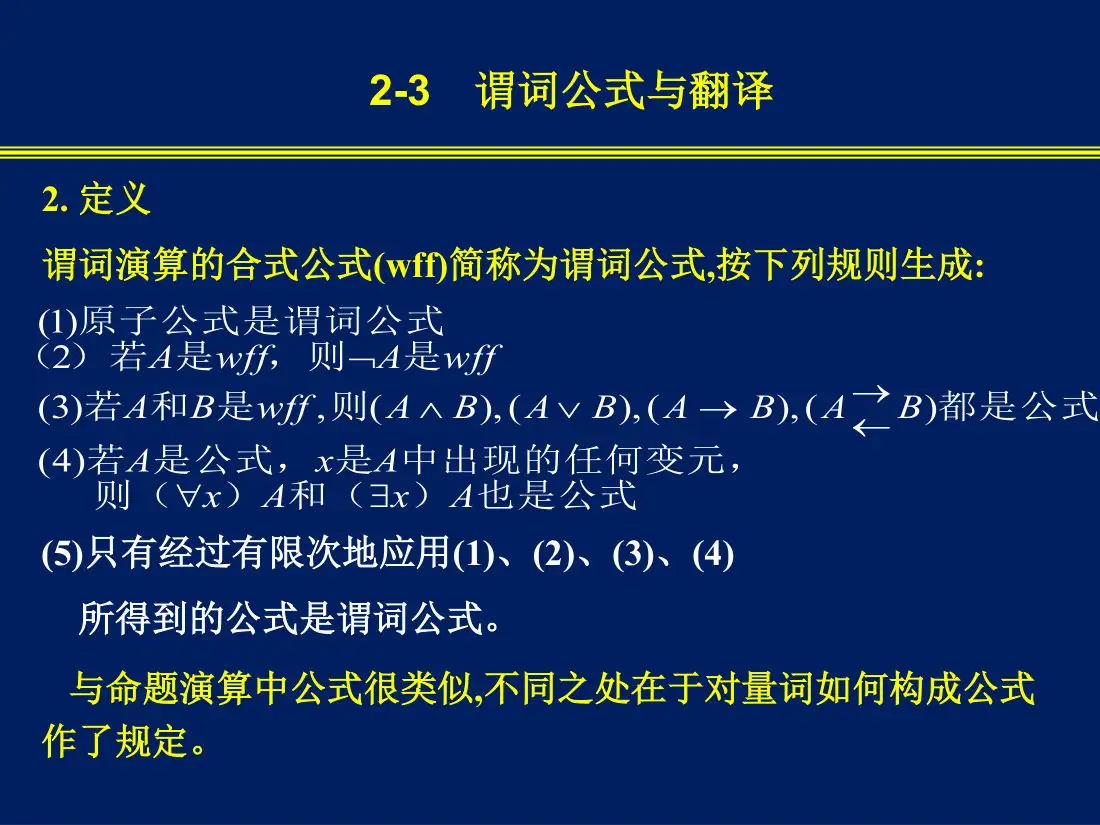 2-3 谓词公式与翻译
2. 定义
谓词演算的合式公式(wff)简称为谓词公式,按下列规则生成:
(1)原子公式是谓词公式
（2）若A是wff，则¬A是wff
(3)若A和B是wff,则(A ∧ B),(A ∨ B),(A → B),(A ⇄ B)都是公式
(4)若A是公式，x是A中出现的任何变元，
则（∀x）A和（∃x）A也是公式
(5)只有经过有限次地应用(1)、(2)、(3)、(4)
所得到的公式是谓词公式。
与命题演算中公式很类似,不同之处在于对量词如何构成公式
作了规定。